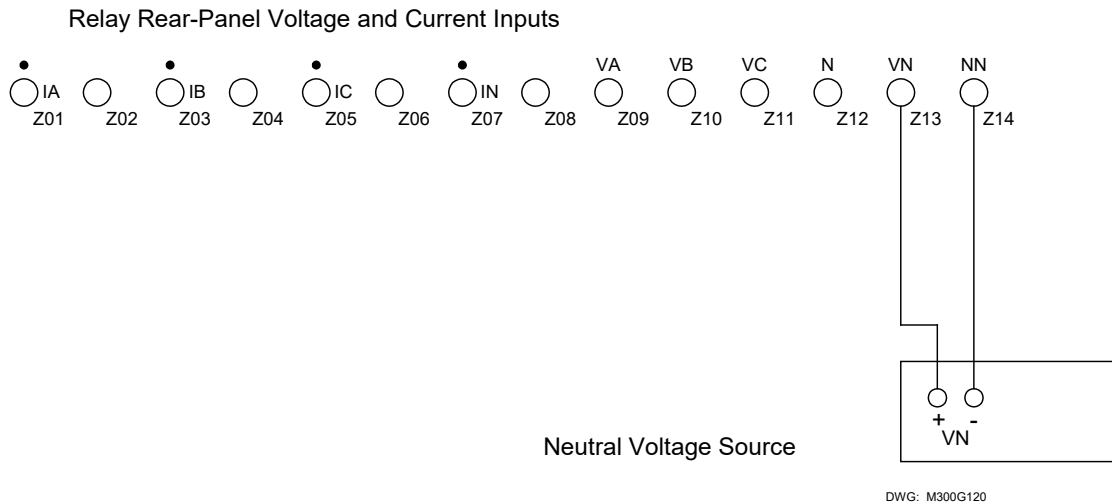 Relay Rear-Panel Voltage and Current Inputs
VA VB VC N VN NN
IA IB IC IN
Z01 Z02 Z03 Z04 Z05 Z06 Z07 Z08 Z09 Z10 Z11 Z12 Z13 Z14
+ -
VN
Neutral Voltage Source
DWG: M300G120